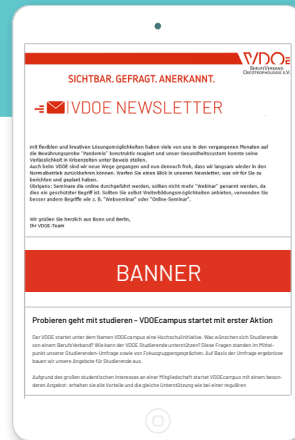 VDOe
BerufsVerband
Oecotrophologie e.V.
SICHTBAR. GEFRAGT. ANERKANNT.
VDOE NEWSLETTER
mit flexiblen und kreativen Lösungsmöglichkeiten haben viele von uns in den vergangenen Monaten auf
die Bewährungsprobe "Pandemie" konstruktiv reagiert und unser Gesundheitssystem konnte seine
Verlässlichkeit in Krisenzeiten unter Beweis stellen.
Auch beim VDOE sind wir neue Wege gegangen und nun dennoch froh, dass wir langsam wieder in den
Normalbetrieb zurückkehren können. Werfen Sie einen Blick in unseren Newsletter, was wir für Sie zu
berichten und geplant haben.
Übrigens: Seminare die online durchgeführt werden, sollten nicht mehr "Webinar" genannt werden, da
dies ein geschützter Begriff ist. Sollten Sie selbst Weiterbildungsmöglichkeiten anbieten, verwenden Sie
besser andere Begriffe wie z. B. "Webseminar" oder "Online-Seminar".
Wir grüßen Sie herzlich aus Bonn und Berlin,
Ihr VDOE-Team
BANNER
Probieren geht mit studieren – VDOEcampus startet mit erster Aktion
Der VDOE startet unter dem Namen VDOEcampus eine Hochschulinitiative. Was wünschen sich Studierende
von einem BerufsVerband? Wie kann der VDOE Studierende unterstützen? Diese Fragen standen im Mittel-
punkt unserer Studierenden-Umfrage sowie von Fokusgruppengesprächen. Auf Basis der Umfrage ergebnisse
bauen wir unsere Angebote für Studierende aus.
Aufgrund des großen studentischen Interesses an einer Mitgliedschaft startet VDOEcampus mit einem beson-
deren Angebot: erhalten sie alle Vorteile und die gleiche Unterstützung wie bei einer regulären